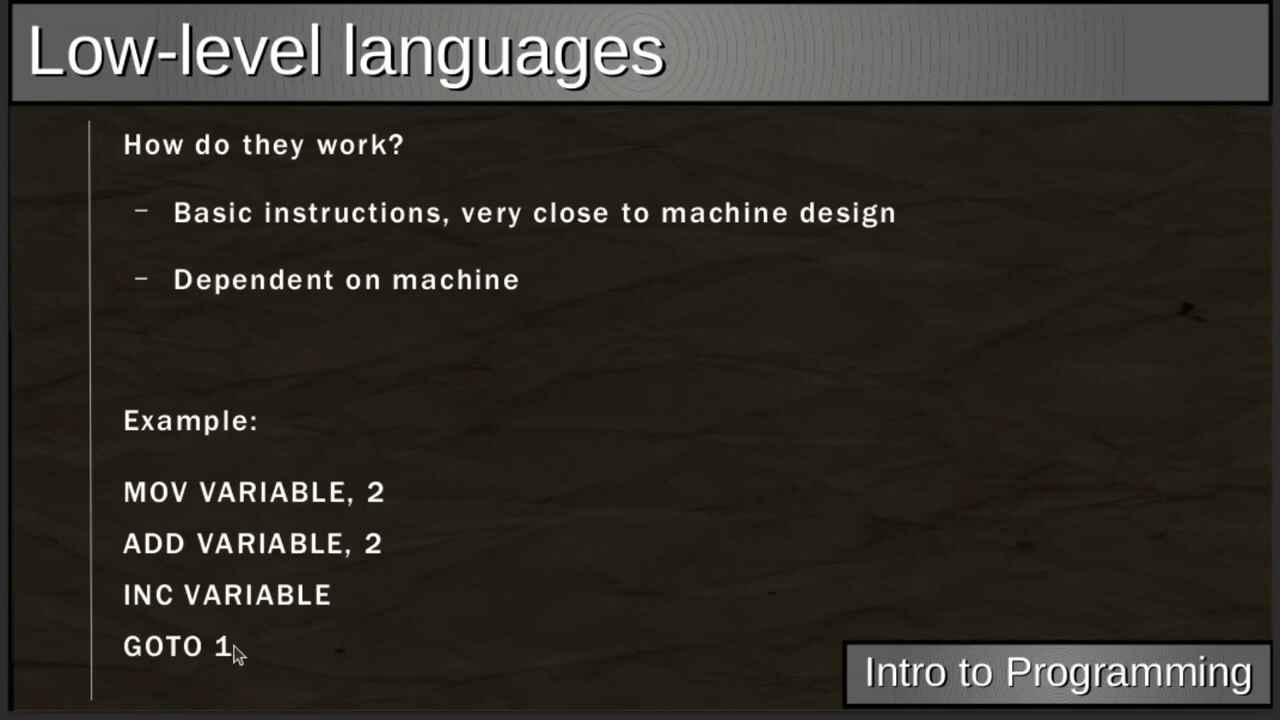 Low-level languages
How do they work?
– Basic instructions, very close to machine design
– Dependent on machine
Example:
MOV VARIABLE, 2
ADD VARIABLE, 2
INC VARIABLE
GOTO 1
Intro to Programming